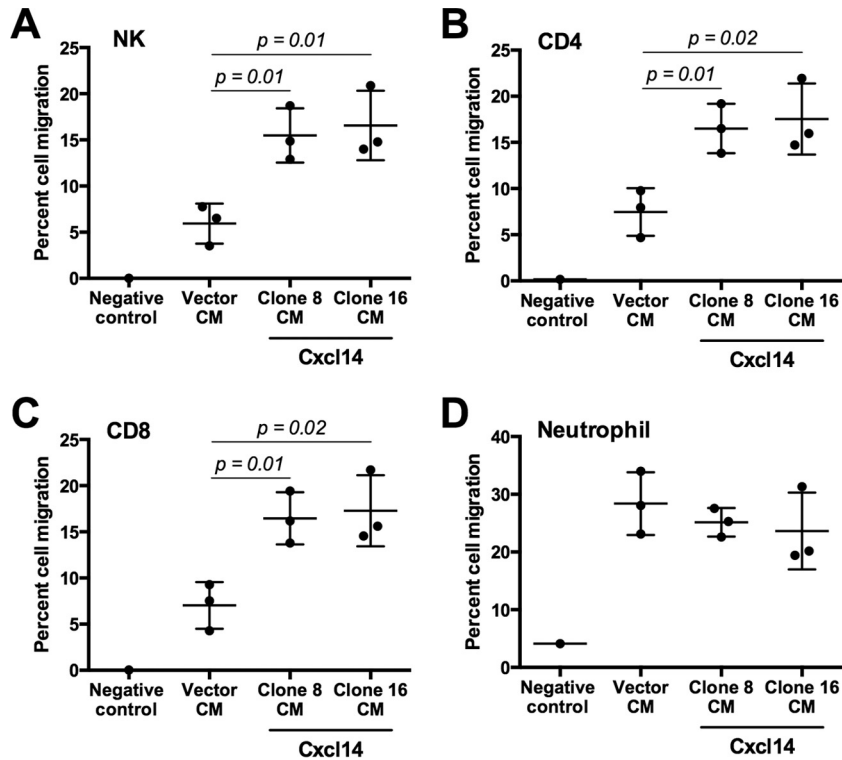 A
NK
Percent cell migration
25
20
15
10
5
0
p = 0.01
p = 0.01
Negative control
Vector CM
Clone 8 CM
Clone 16 CM
Cxcl14
B
CD4
Percent cell migration
25
20
15
10
5
0
p = 0.02
p = 0.01
Negative control
Vector CM
Clone 8 CM
Clone 16 CM
Cxcl14
C
CD8
Percent cell migration
25
20
15
10
5
0
p = 0.02
p = 0.01
Negative control
Vector CM
Clone 8 CM
Clone 16 CM
Cxcl14
D
Neutrophil
Percent cell migration
40
30
20
10
0
Negative control
Vector CM
Clone 8 CM
Clone 16 CM
Cxcl14